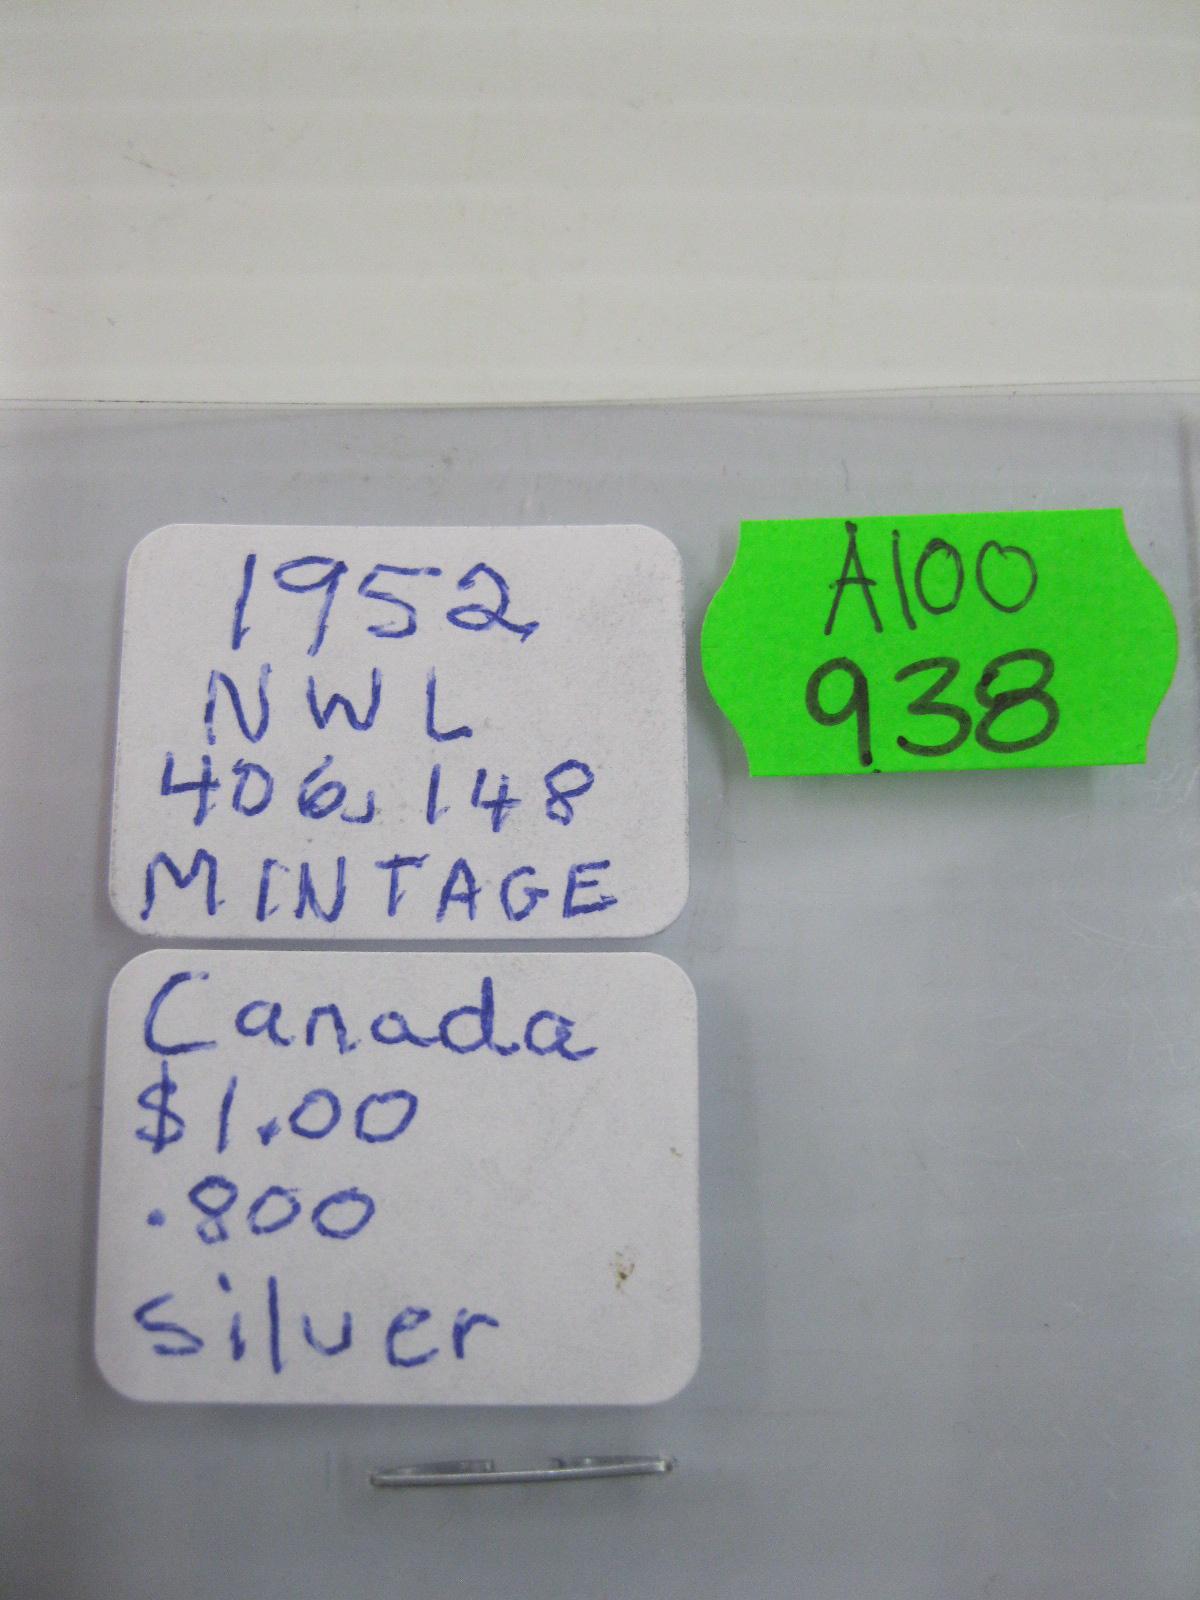 1952
NWL
406,148
MINTAGE
Canada
$1.00
.800
silver
A100
938